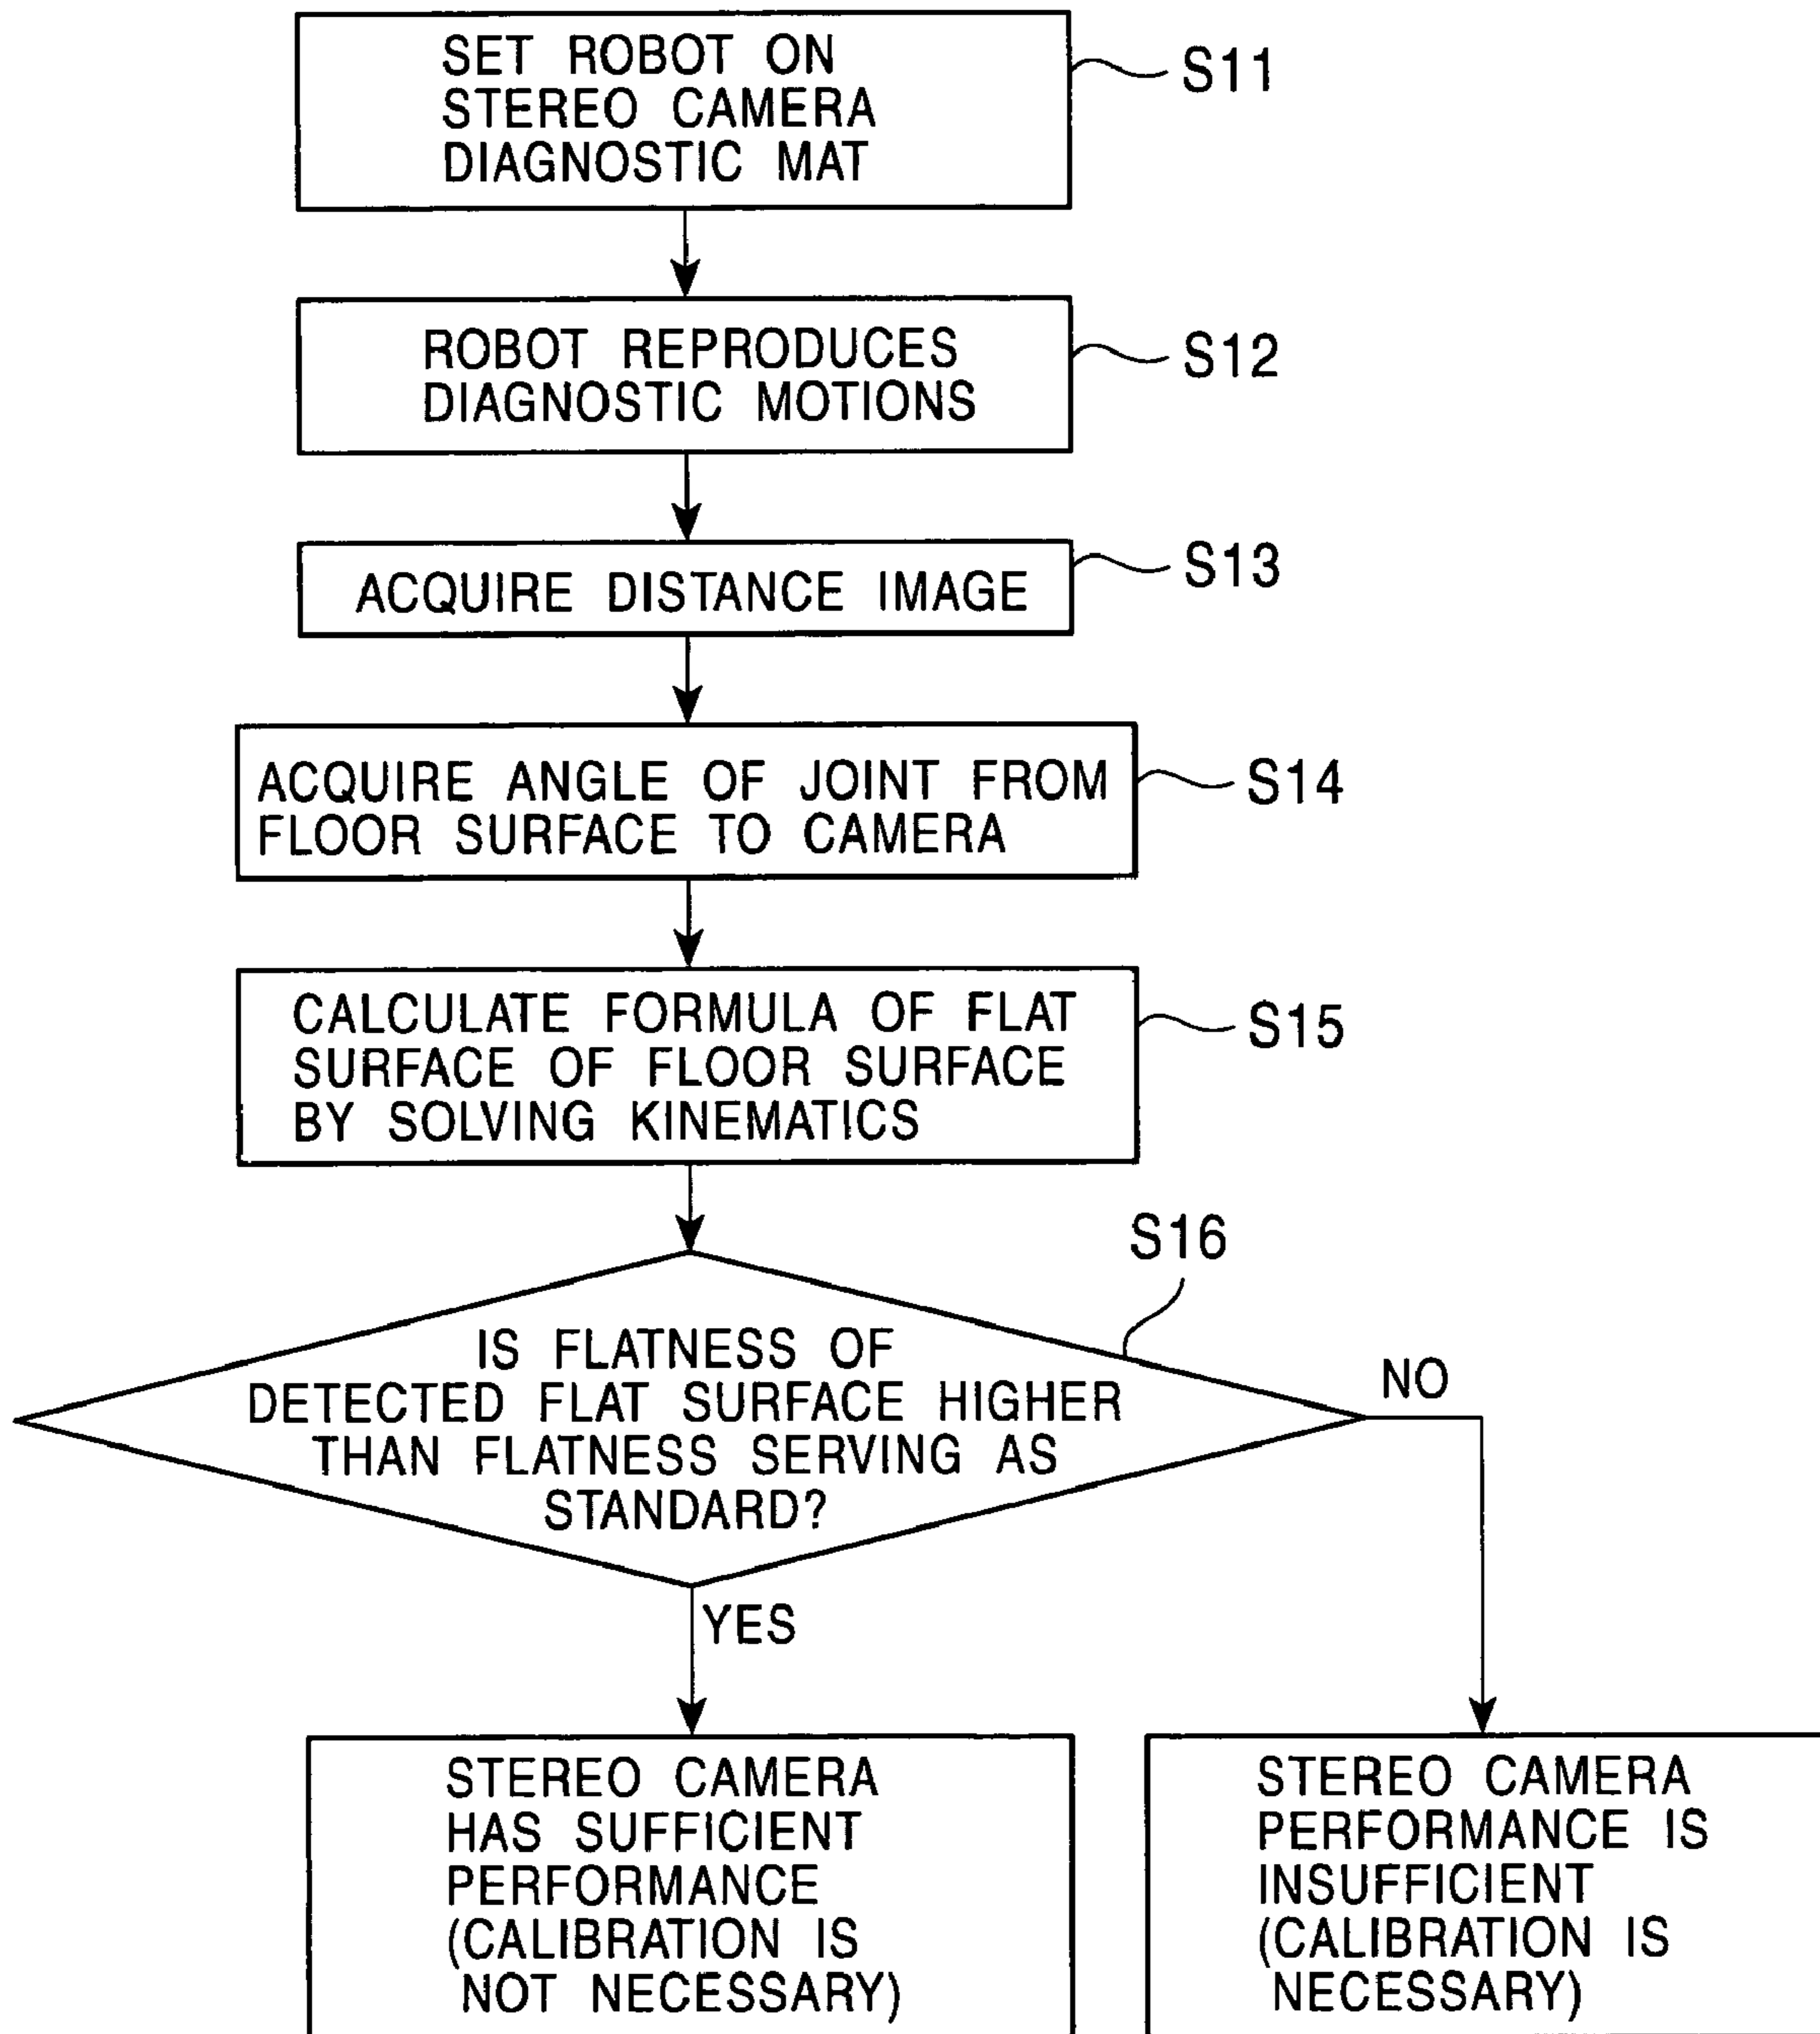 SET ROBOT ON
STEREO CAMERA
DIAGNOSTIC MAT
S11
ROBOT REPRODUCES
DIAGNOSTIC MOTIONS
S12
ACQUIRE DISTANCE IMAGE
S13
ACQUIRE ANGLE OF JOINT FROM
FLOOR SURFACE TO CAMERA
S14
CALCULATE FORMULA OF FLAT
SURFACE OF FLOOR SURFACE
BY SOLVING KINEMATICS
S15
S16
IS FLATNESS OF
DETECTED FLAT SURFACE HIGHER
THAN FLATNESS SERVING AS
STANDARD?
NO
YES
STEREO CAMERA
HAS SUFFICIENT
PERFORMANCE
(CALIBRATION IS
NOT NECESSARY)
STEREO CAMERA
PERFORMANCE IS
INSUFFICIENT
(CALIBRATION IS
NECESSARY)